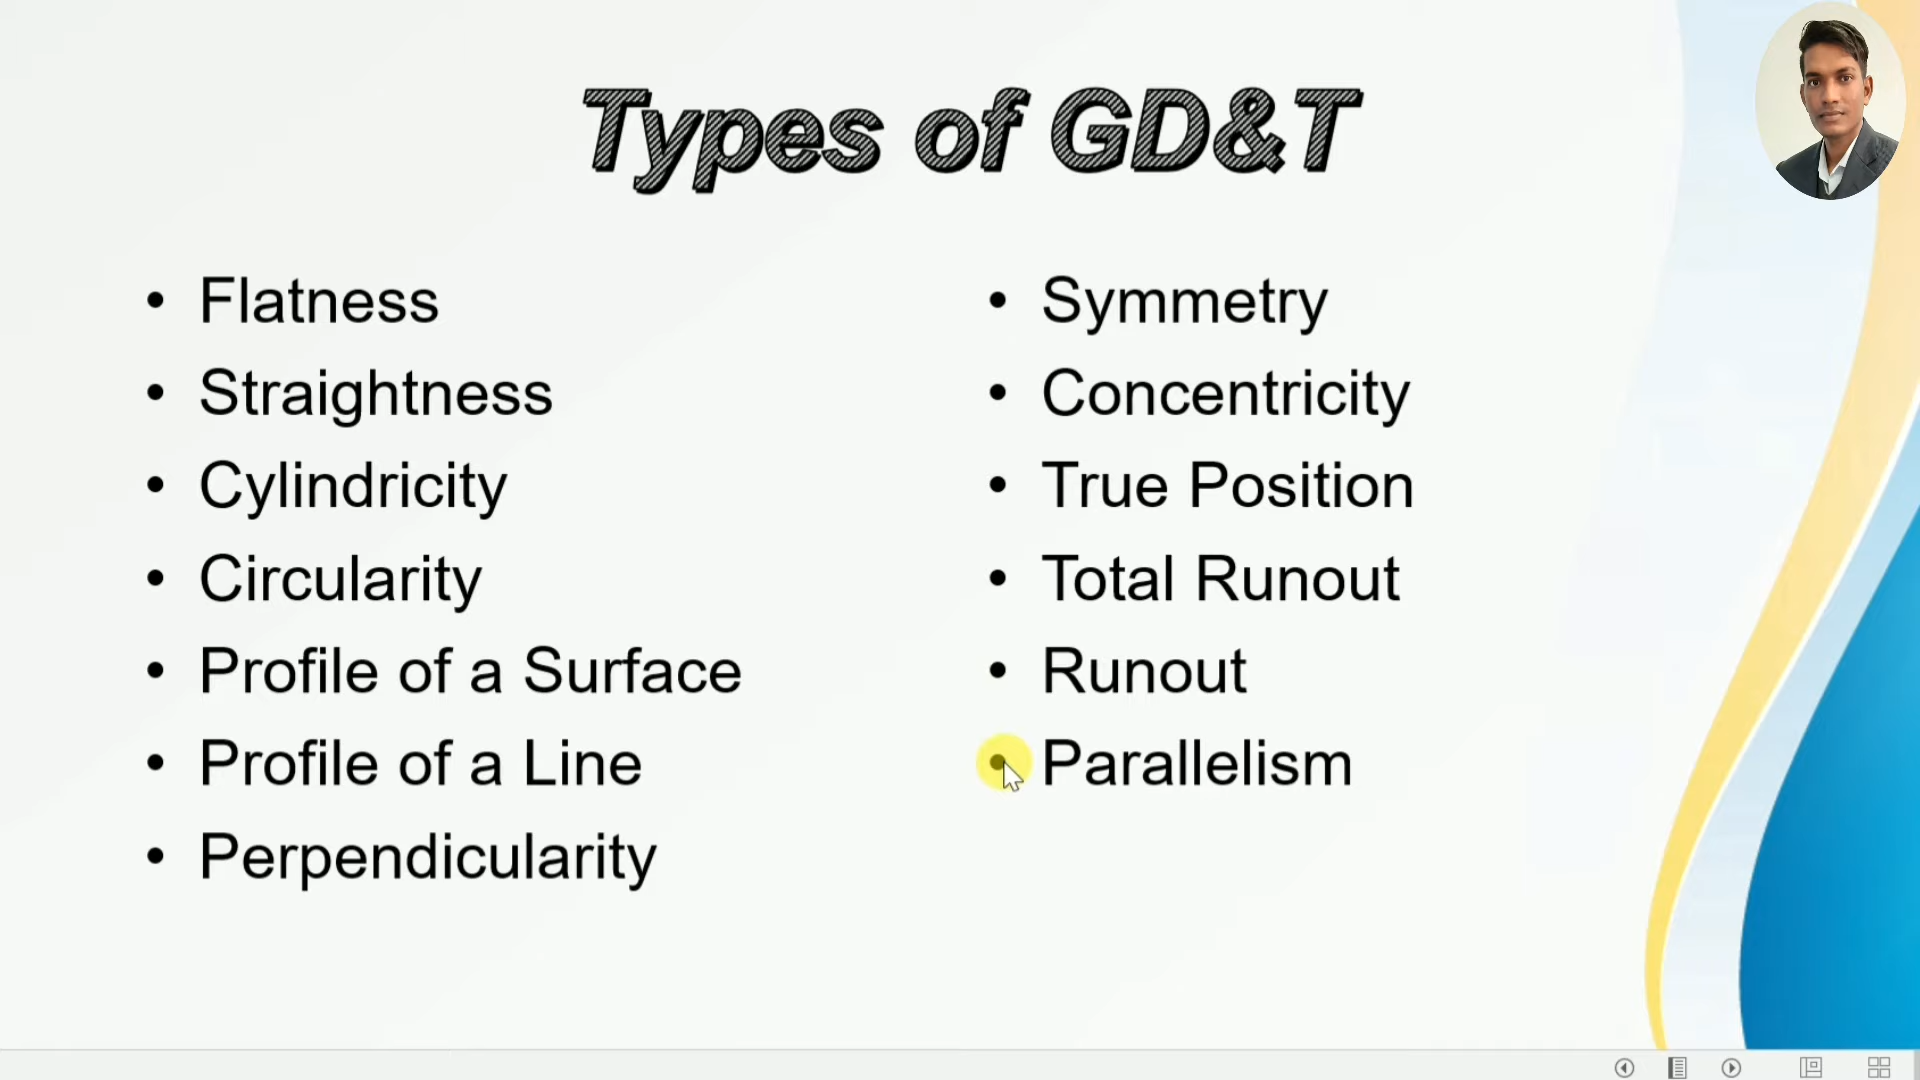 Types of GD&T
• Flatness
• Straightness
• Cylindricity
• Circularity
• Profile of a Surface
• Profile of a Line
• Perpendicularity
• Symmetry
• Concentricity
• True Position
• Total Runout
• Runout
• Parallelism